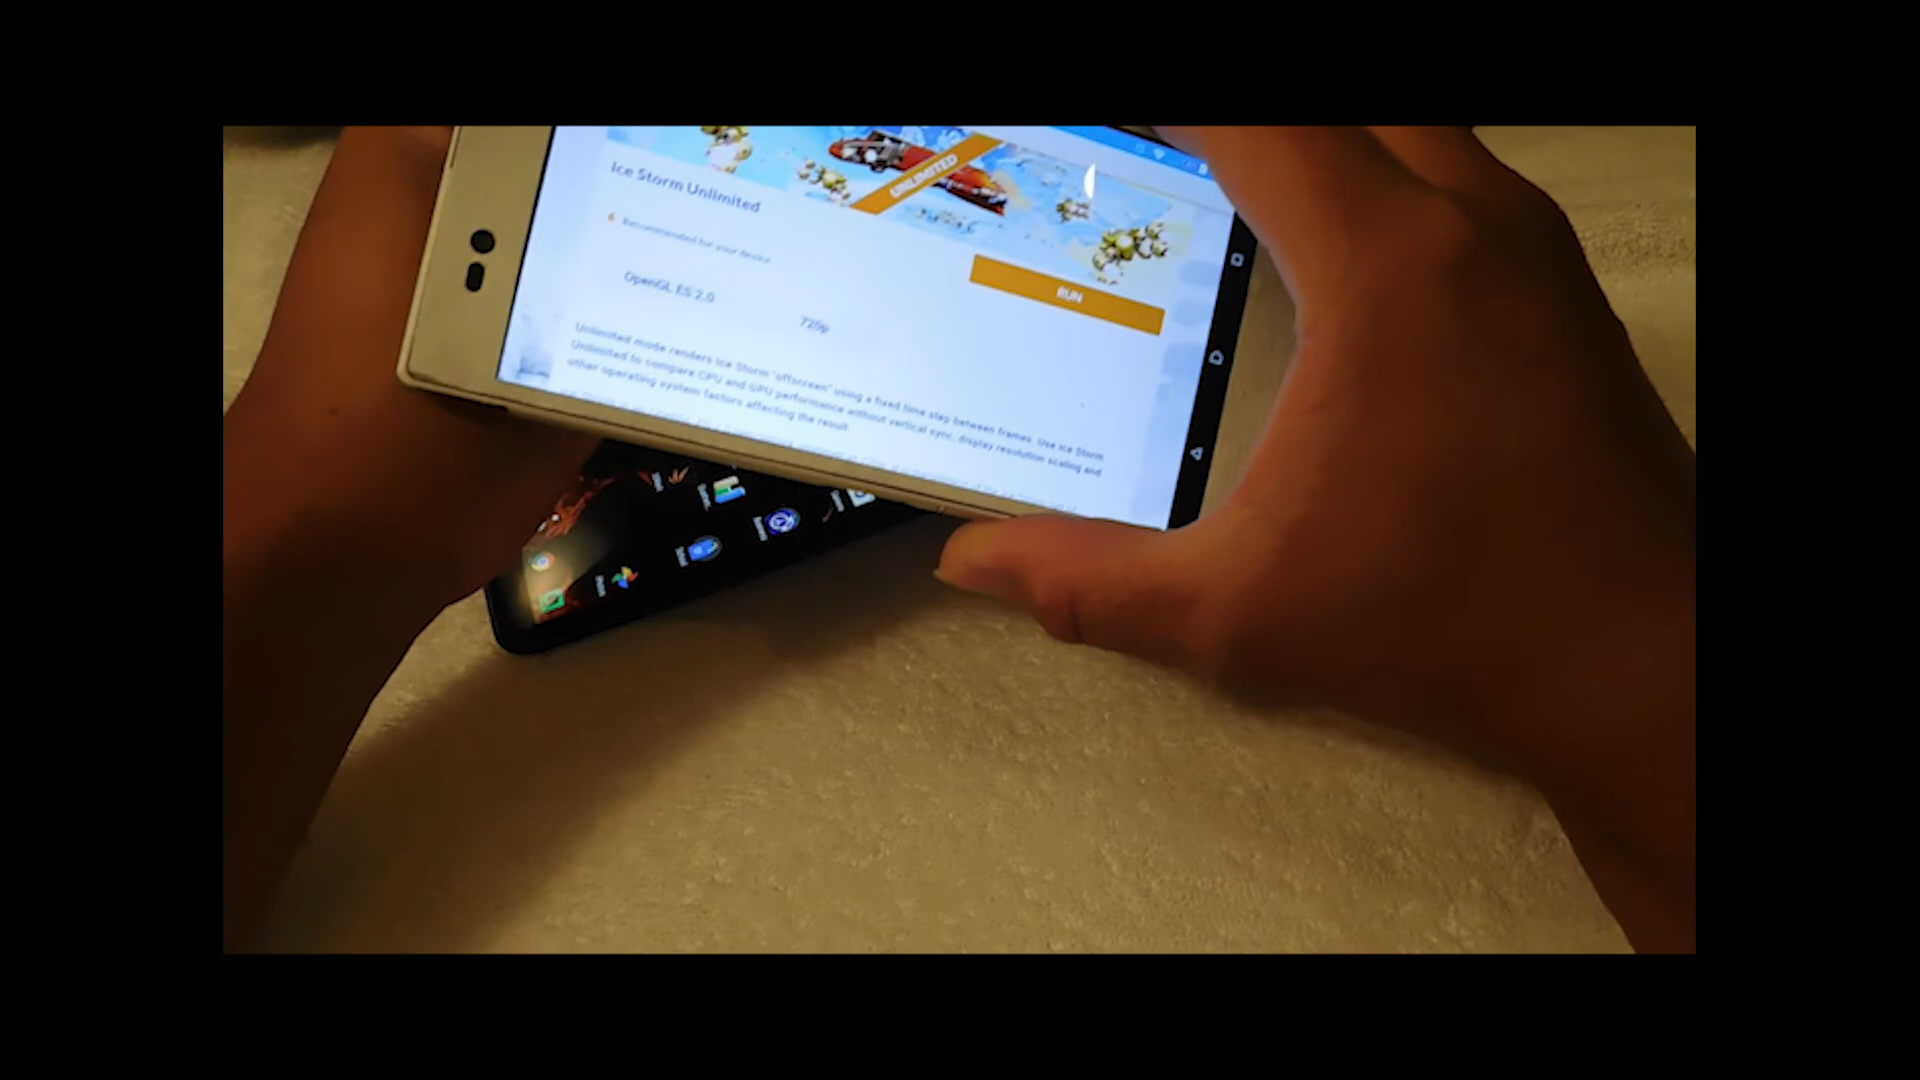 UNLIMITED
Ice Storm Unlimited
Recommended for your device
RUN
OpenGL ES 2.0
720p
Unlimited mode renders Ice Storm "offscreen" using a fixed time step between frames. Use Ice Storm
Unlimited to compare CPU and GPU performance without vertical sync, display resolution scaling and
other operating system factors affecting the result